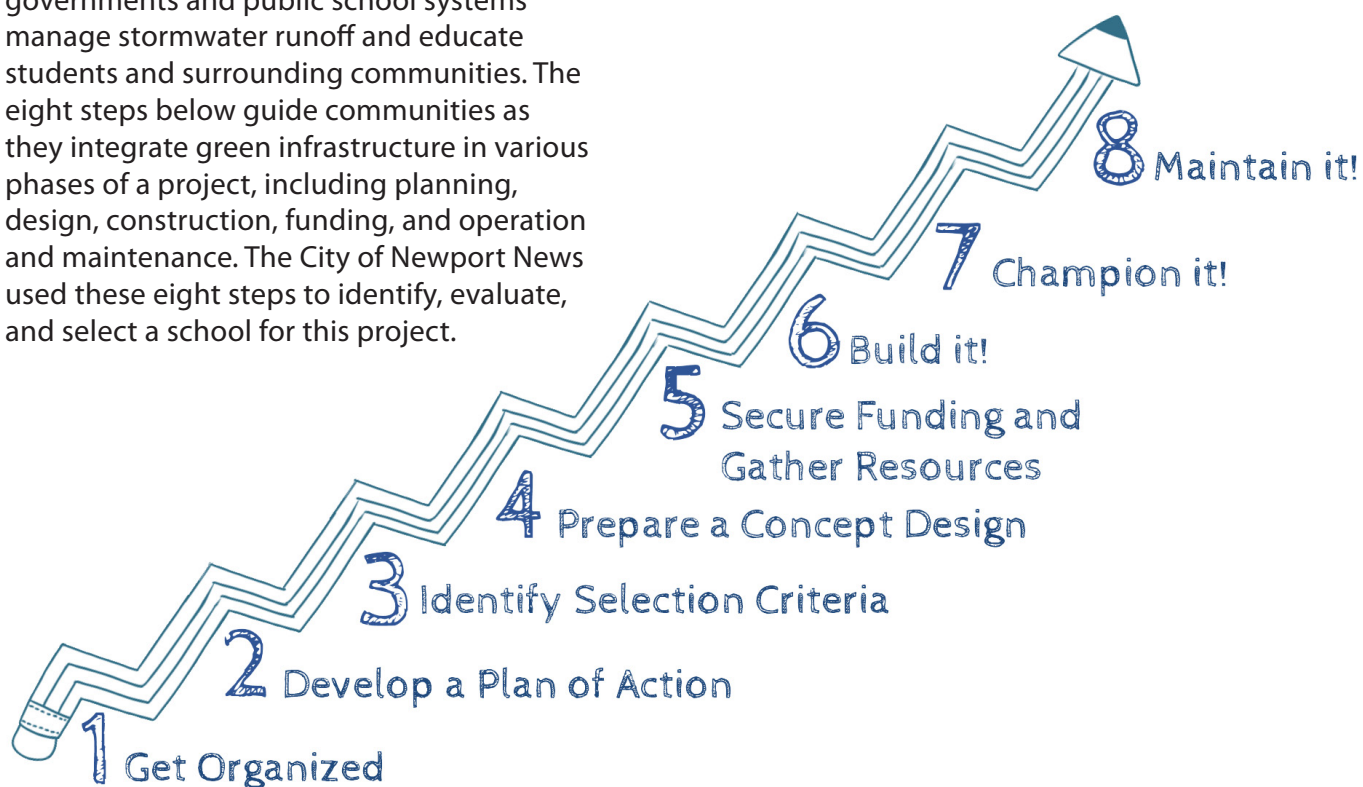 governments and public school systems
manage stormwater runoff and educate
students and surrounding communities. The
eight steps below guide communities as
they integrate green infrastructure in various
phases of a project, including planning,
design, construction, funding, and operation
and maintenance. The City of Newport News
used these eight steps to identify, evaluate,
and select a school for this project.
8 Maintain it!
7 Champion it!
6 Build it!
5 Secure Funding and
Gather Resources
4 Prepare a Concept Design
3 Identify Selection Criteria
2 Develop a Plan of Action
1 Get Organized